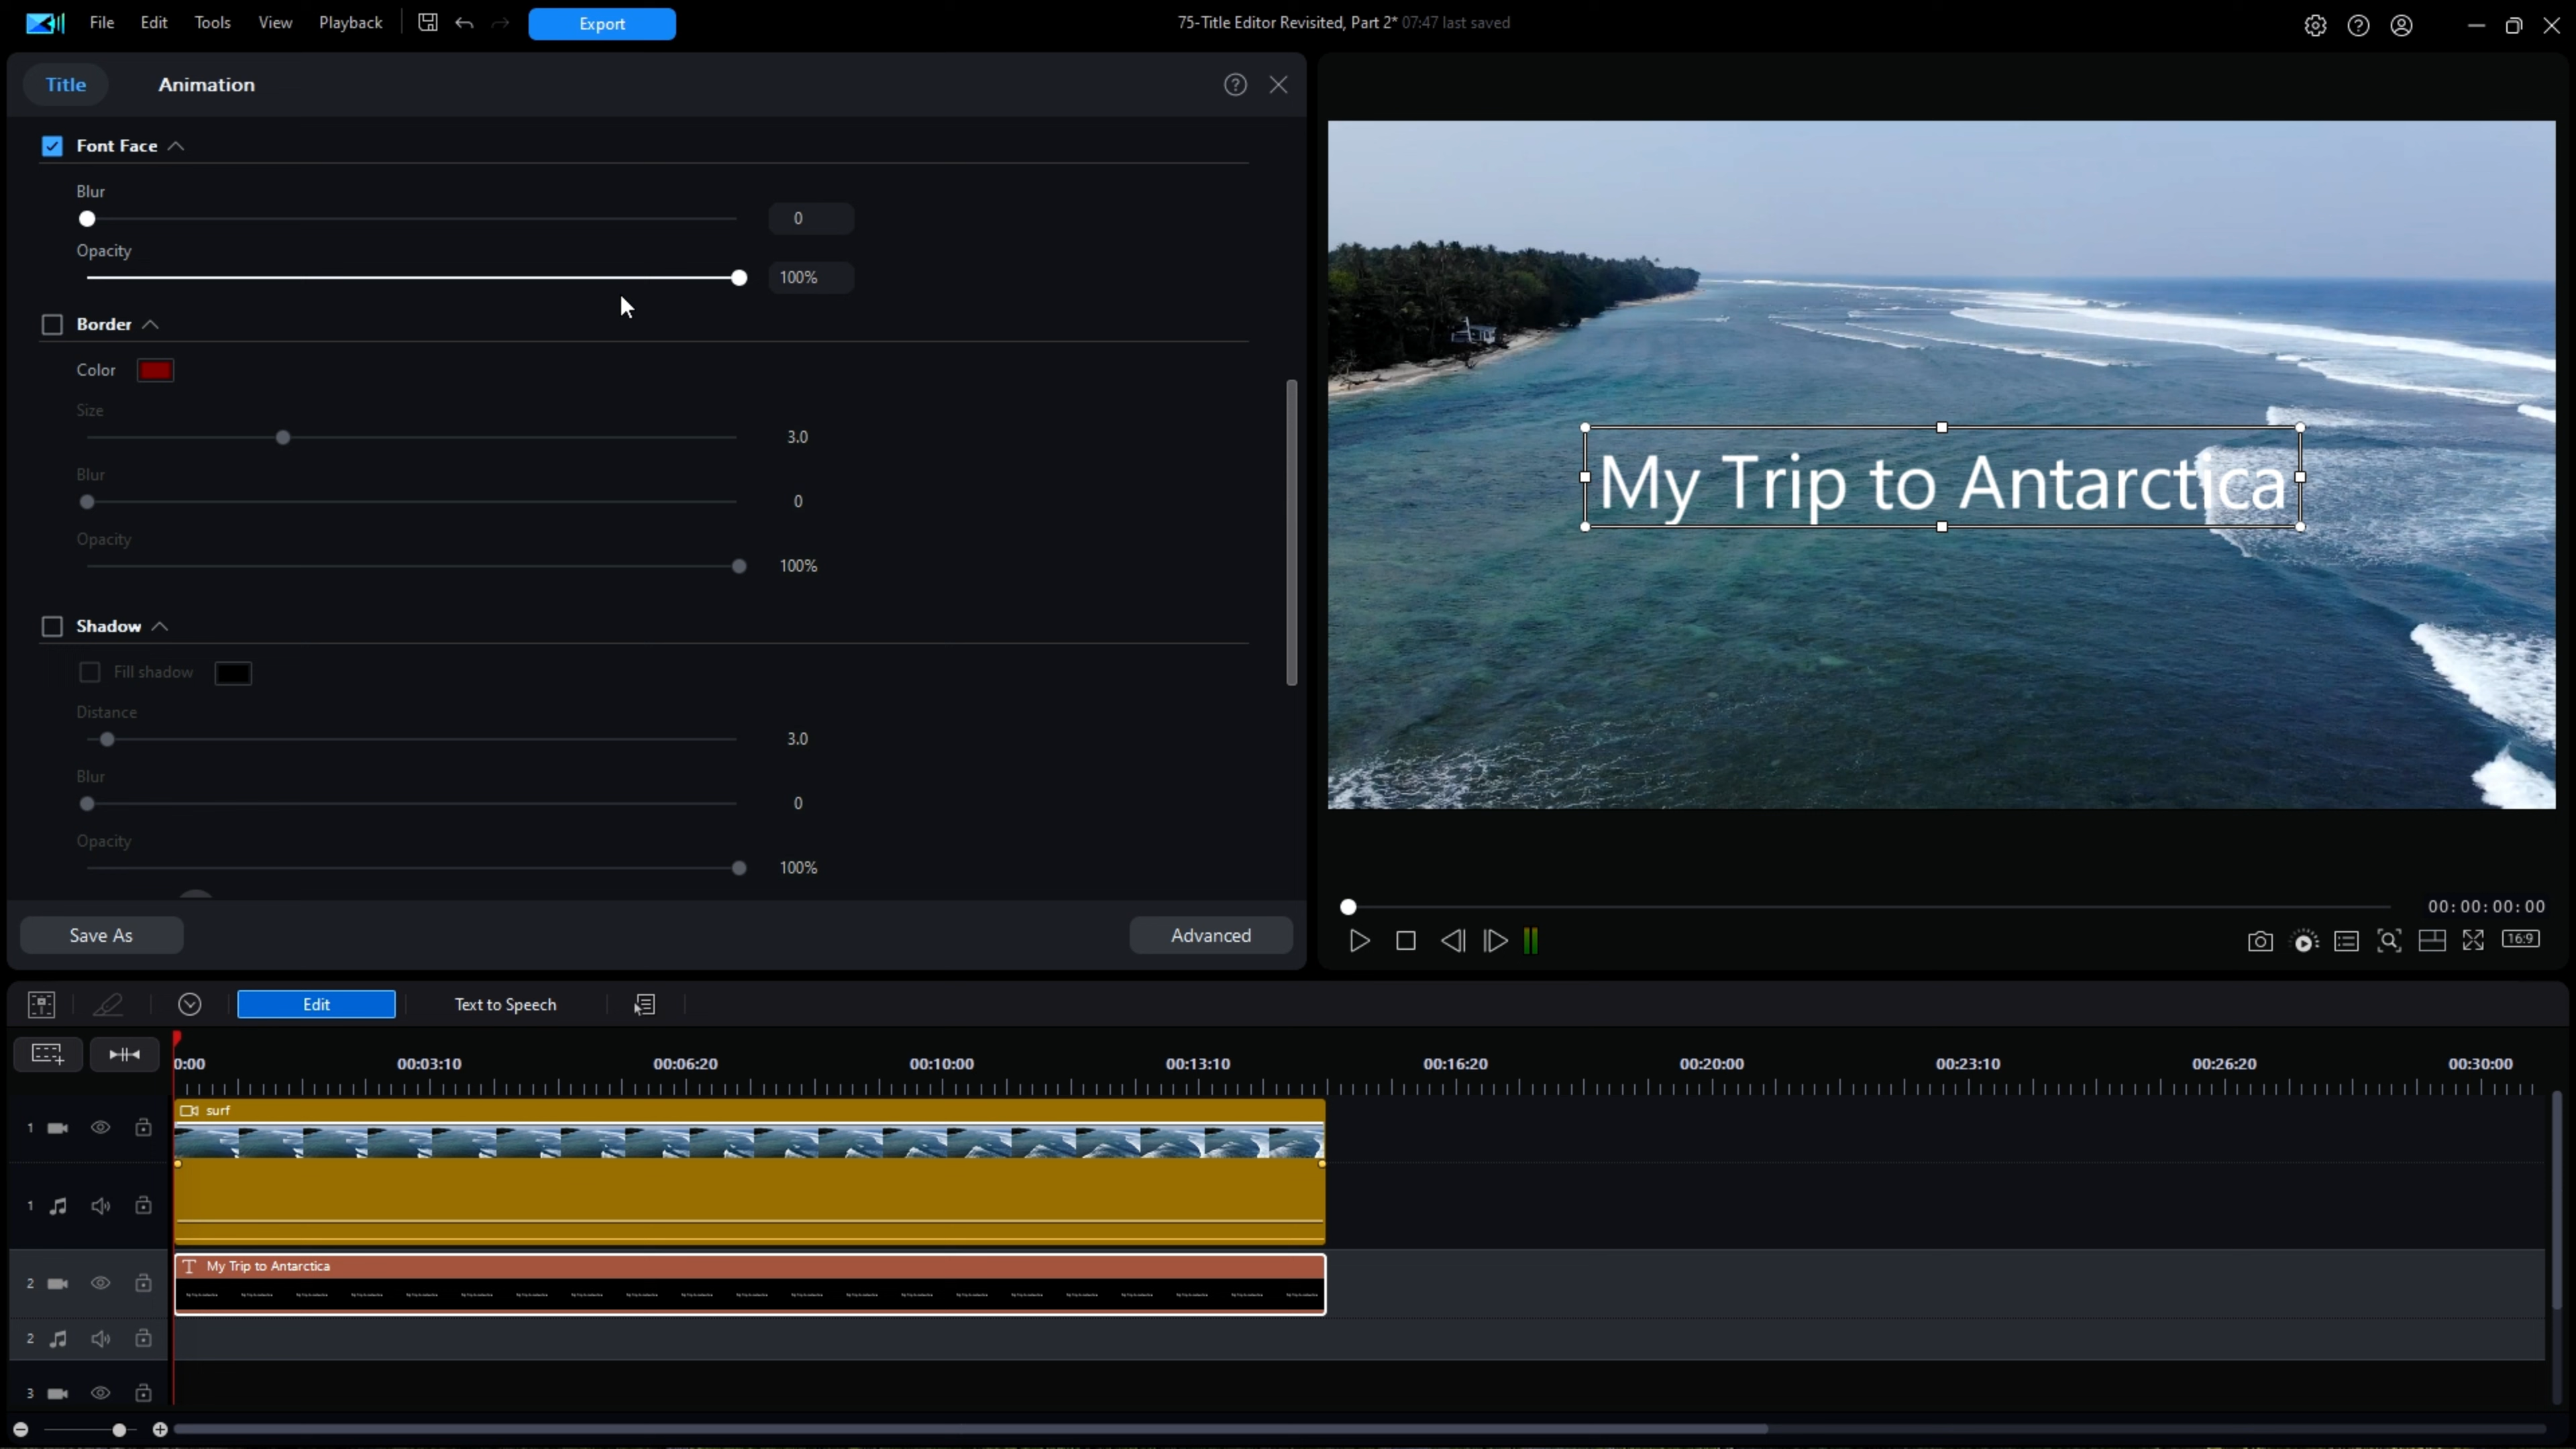 File Edit Tools View Playback Export 75-Title Editor Revisited, Part 2* 07:47 last saved
Title Animation
Font Face
Blur
0
Opacity
100%
Border
Color
Size
3.0
Blur
0
Opacity
100%
Shadow
Fill shadow
Distance
3.0
Blur
0
Opacity
100%
Save As Advanced
My Trip to Antarctica
00:00:00:00
16:9
Edit Text to Speech
0:00 00:03:10 00:06:20 00:10:00 00:13:10 00:16:20 00:20:00 00:23:10 00:26:20 00:30:00
surf
1
1
T My Trip to Antarctica
2
2
3